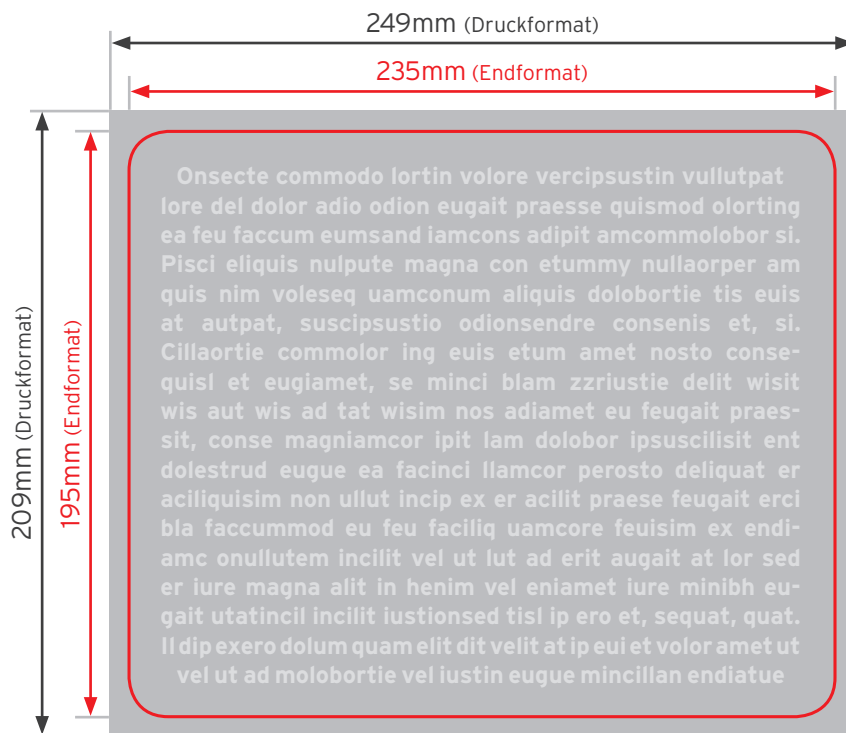 249mm (Druckformat)
235mm (Endformat)
209mm (Druckformat)
195mm (Endformat)
Onsecte commodo lortin volore vercipsustin vullutpat
lore del dolor adio odion eugait praesse quismod olorting
ea feu faccum eumsand iamcons adipit amcommolobor si.
Pisci eliquis nulpute magna con etummy nullaorper am
quis nim voleseq uamconum aliquis dolobortie tis euis
at autpat, suscipsustio odionsendre consenis et, si.
Cillaortie commolor ing euis etum amet nosto conse-
quisl et eugiamet, se minci blam zzriustie delit wisit
wis aut wis ad tat wisim nos adiamet eu feugait praes-
sit, conse magniamcor ipit lam dolobor ipsuscilisit ent
dolestrud eugue ea facinci llamcor perosto deliquat er
aciliquisim non ullut incip ex er acilit praese feugait erci
bla faccummod eu feu faciliq uamcore feuisim ex endi-
amc onullutem incilit vel ut lut ad erit augait at lor sed
er iure magna alit in henim vel eniamet iure minibh eu-
gait utatincil incilit iustionsed tisl ip ero et, sequat, quat.
Il dip exero dolum quam elit dit velit at ip eui et volor amet ut
vel ut ad molobortie vel iustin eugue mincillan endiatue